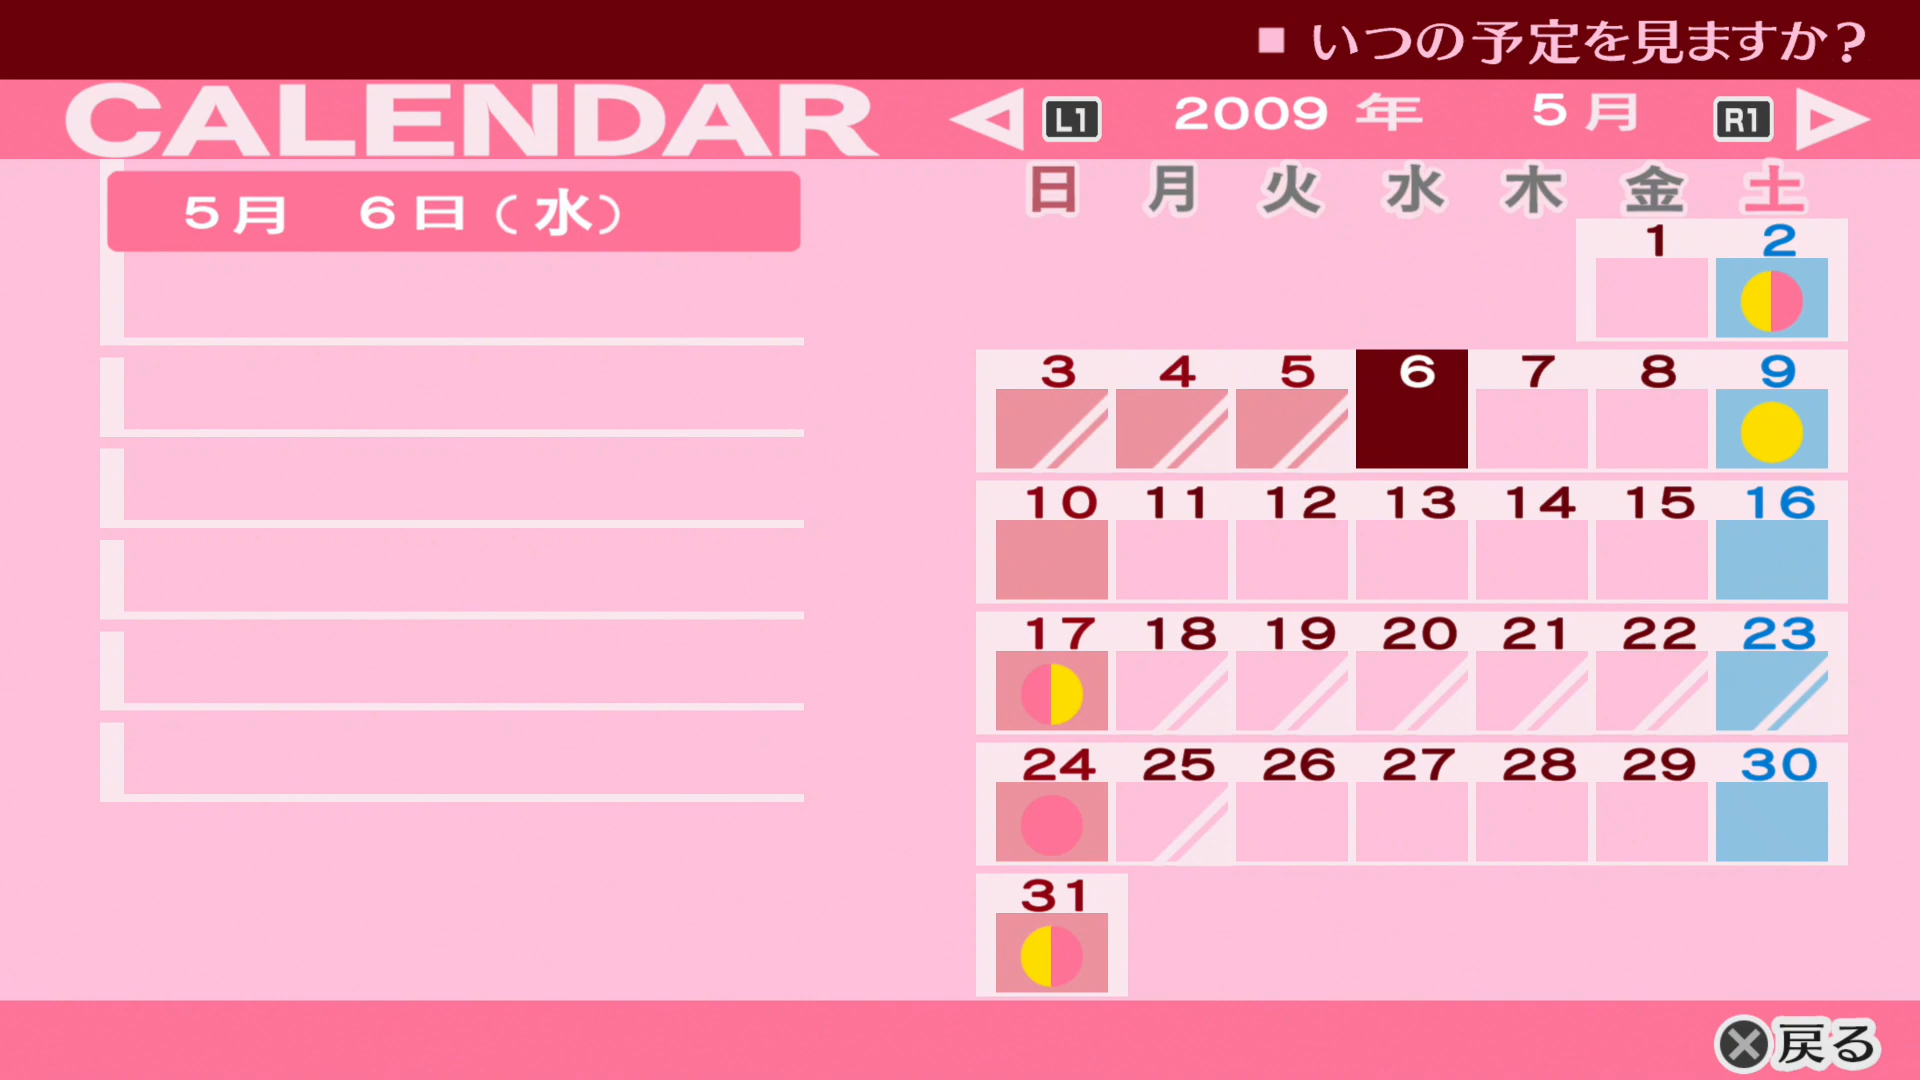 ■ いつの予定を見ますか?
CALENDAR
L1 2009 年 5 月 R1
5月 6日(水)
日 月 火 水 木 金 土
1 2
3 4 5 6 7 8 9
10 11 12 13 14 15 16
17 18 19 20 21 22 23
24 25 26 27 28 29 30
31
戻る